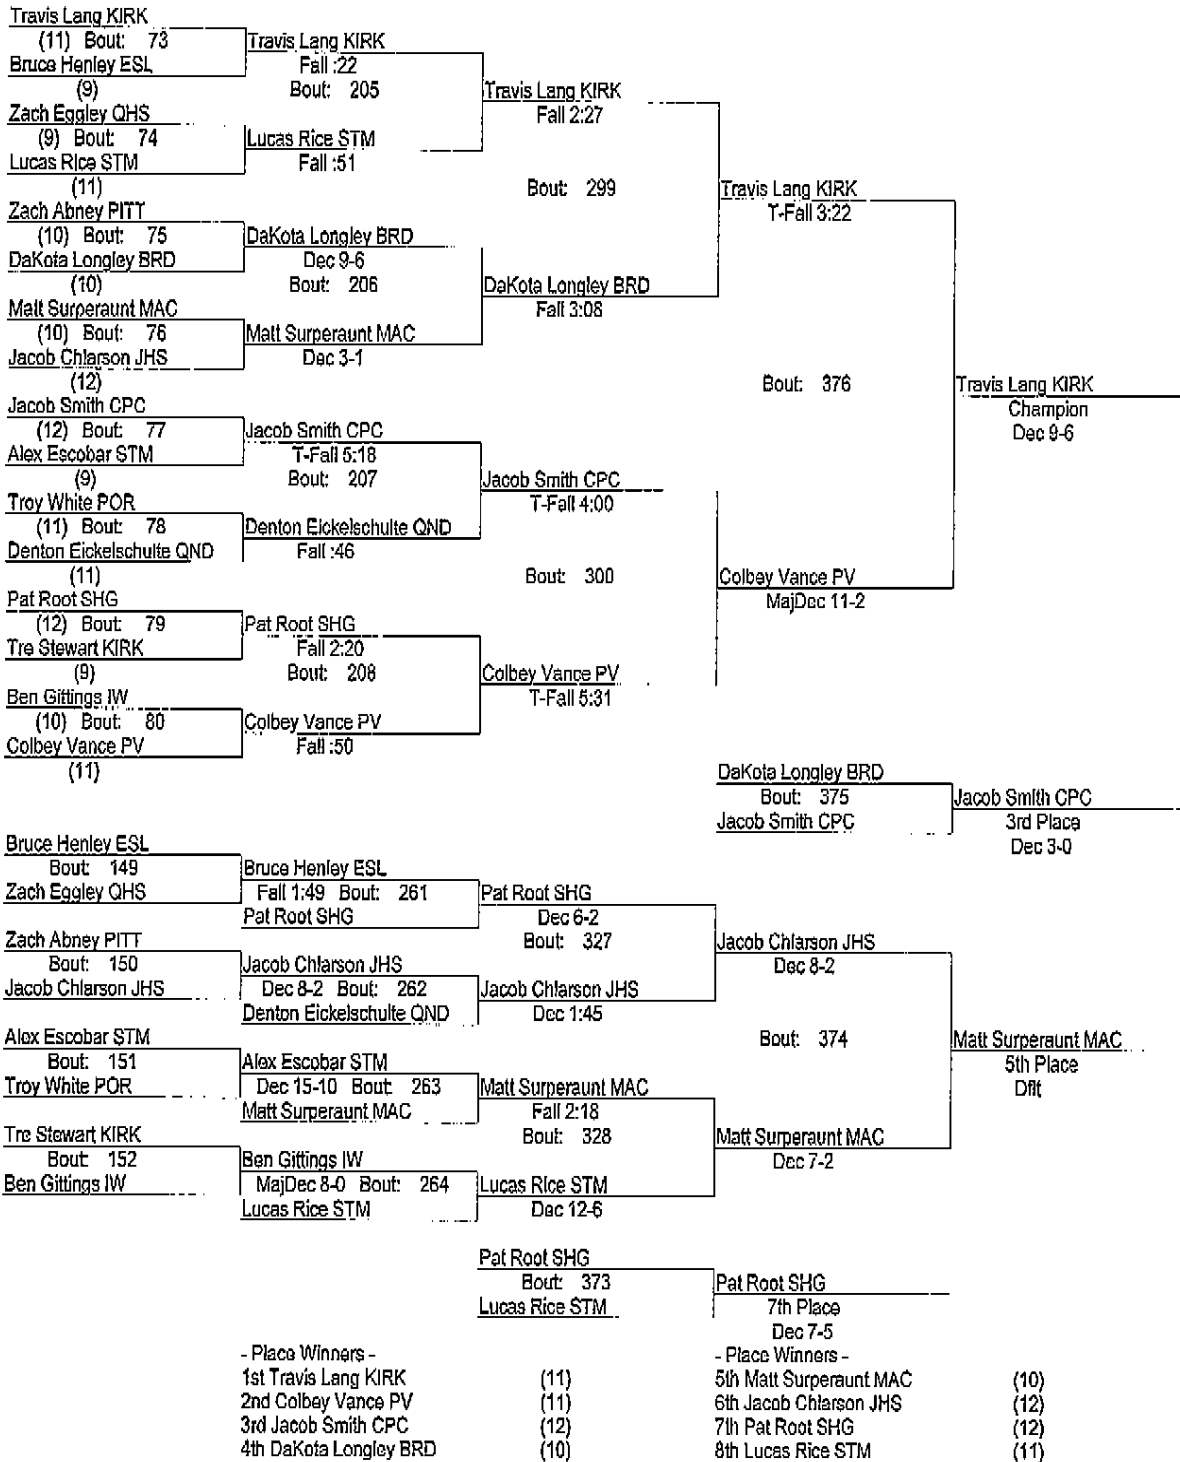 Travis Lang KIRK
(11) Bout: 73
Bruce Henley ESL
(9)
Zach Eggley QHS
(9) Bout: 74
Lucas Rice STM
(11)
Zach Abney PITT
(10) Bout: 75
DaKota Longley BRD
(10)
Matt Surperaunt MAC
(10) Bout: 76
Jacob Chlarson JHS
(12)
Jacob Smith CPC
(12) Bout: 77
Alex Escobar STM
(9)
Troy White POR
(11) Bout: 78
Denton Eickelschulte QND
(11)
Pat Root SHG
(12) Bout: 79
Tre Stewart KIRK
(9)
Ben Gittings IW
(10) Bout: 80
Colbey Vance PV
(11)
Travis Lang KIRK
Fall :22
Bout: 205
Lucas Rice STM
Fall :51
DaKota Longley BRD
Dec 9-6
Bout: 206
Matt Surperaunt MAC
Dec 3-1
Jacob Smith CPC
T-Fall 5:18
Bout: 207
Denton Eickelschulte QND
Fall :46
Pat Root SHG
Fall 2:20
Bout: 208
Colbey Vance PV
Fall :50
Travis Lang KIRK
Fall 2:27
Bout: 299
DaKota Longley BRD
Fall 3:08
Jacob Smith CPC
T-Fall 4:00
Bout: 300
Colbey Vance PV
T-Fall 5:31
Travis Lang KIRK
T-Fall 3:22
Bout: 376
Colbey Vance PV
MajDec 11-2
Travis Lang KIRK
Champion
Dec 9-6
DaKota Longley BRD
Bout: 375
Jacob Smith CPC
Jacob Smith CPC
3rd Place
Dec 3-0
Bruce Henley ESL
Bout: 149
Zach Eggley QHS
Zach Abney PITT
Bout: 150
Jacob Chlarson JHS
Alex Escobar STM
Bout: 151
Troy White POR
Tre Stewart KIRK
Bout: 152
Ben Gittings IW
Bruce Henley ESL
Fall 1:49 Bout: 261
Pat Root SHG
Jacob Chlarson JHS
Dec 8-2 Bout: 262
Denton Eickelschulte QND
Alex Escobar STM
Dec 15-10 Bout: 263
Matt Surperaunt MAC
Ben Gittings IW
MajDec 8-0 Bout: 264
Lucas Rice STM
Pat Root SHG
Dec 6-2
Bout: 327
Jacob Chlarson JHS
Dec 1:45
Matt Surperaunt MAC
Fall 2:18
Bout: 328
Lucas Rice STM
Dec 12-6
Jacob Chlarson JHS
Dec 8-2
Bout: 374
Matt Surperaunt MAC
Dec 7-2
Matt Surperaunt MAC
5th Place
Dflt
Pat Root SHG
Bout: 373
Lucas Rice STM
Pat Root SHG
7th Place
Dec 7-5
- Place Winners -
1st Travis Lang KIRK (11)
2nd Colbey Vance PV (11)
3rd Jacob Smith CPC (12)
4th DaKota Longley BRD (10)
- Place Winners -
5th Matt Surperaunt MAC (10)
6th Jacob Chlarson JHS (12)
7th Pat Root SHG (12)
8th Lucas Rice STM (11)